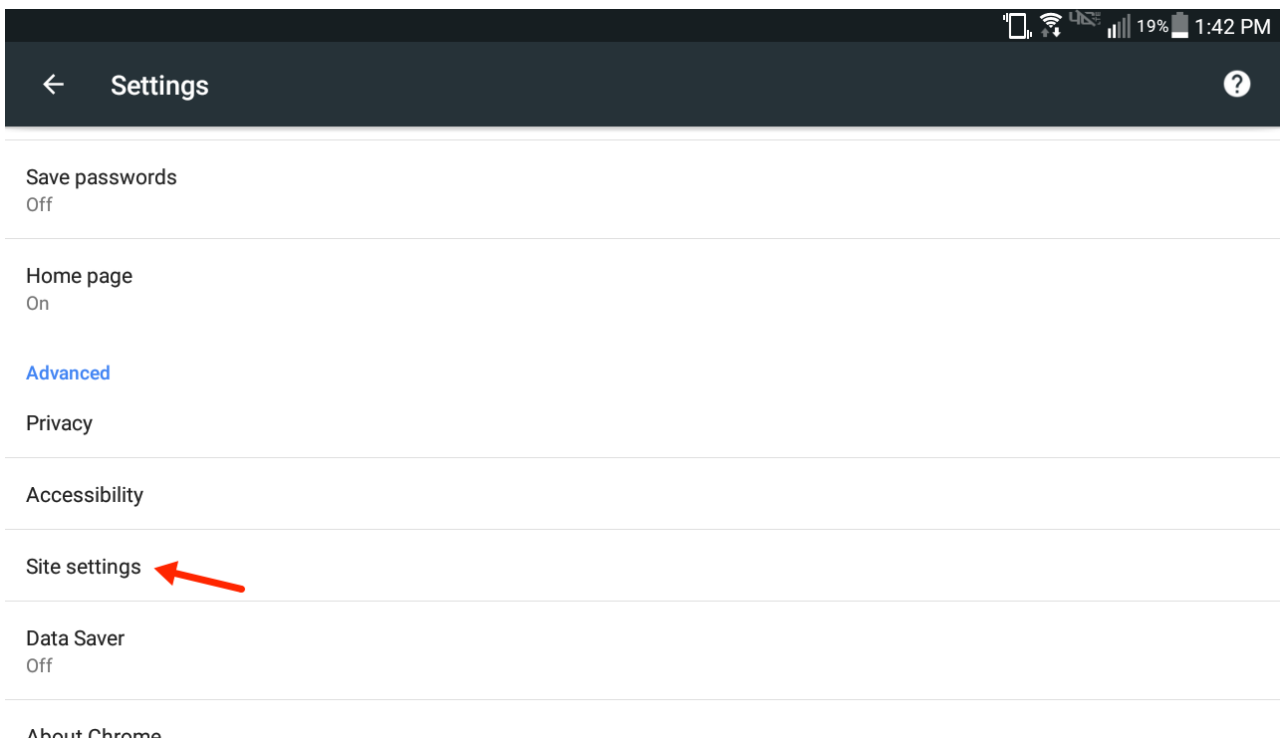 19% 1:42 PM
Settings
Save passwords
Off
Home page
On
Advanced
Privacy
Accessibility
Site settings
Data Saver
Off
About Chrome